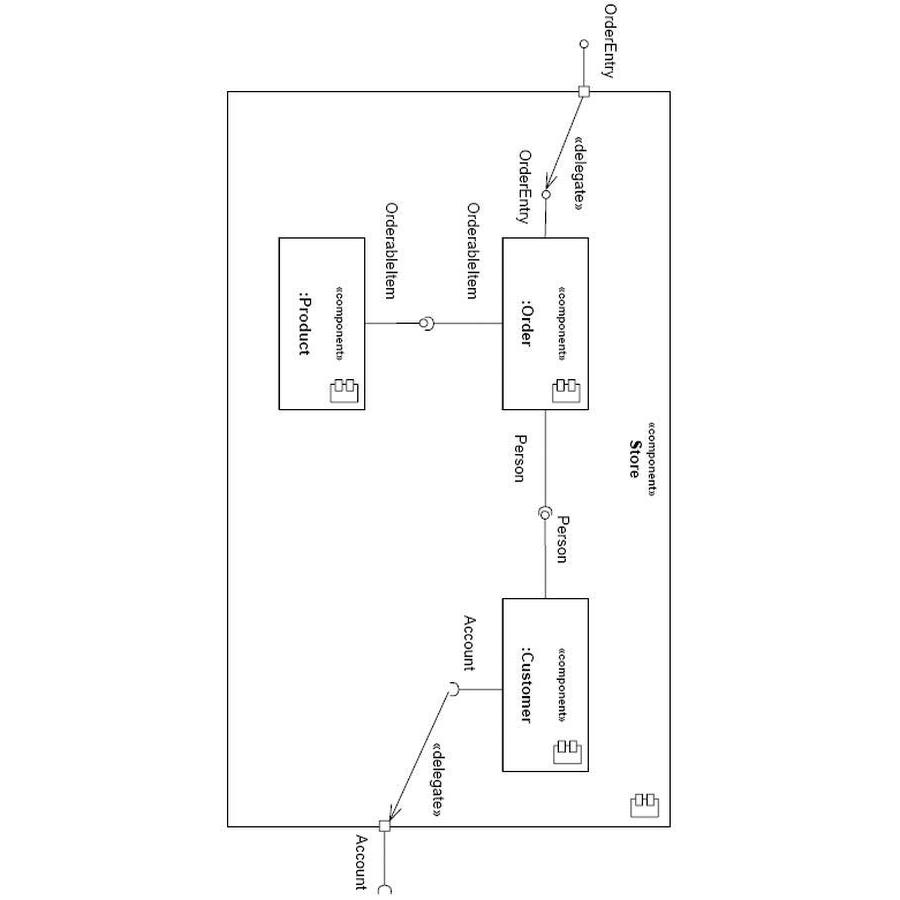 «component»
Store
OrderEntry
«delegate»
OrderEntry
«component»
:Order
Person
Person
«component»
:Customer
OrderableItem
OrderableItem
Account
«delegate»
Account
«component»
:Product